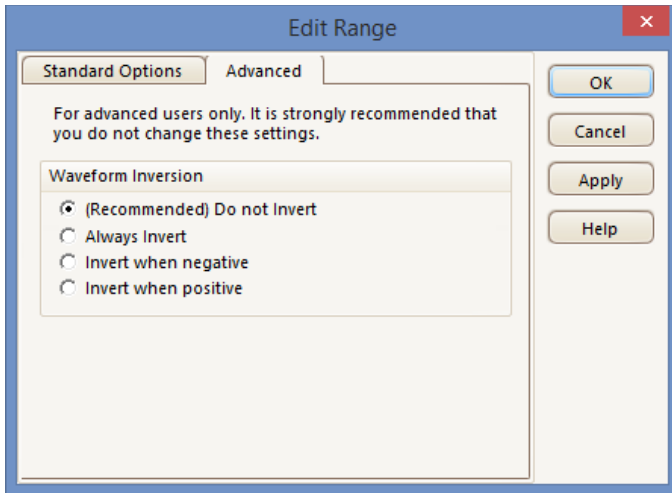 Edit Range
Standard Options
Advanced
For advanced users only. It is strongly recommended that
you do not change these settings.
Waveform Inversion
(Recommended) Do not Invert
Always Invert
Invert when negative
Invert when positive
OK
Cancel
Apply
Help